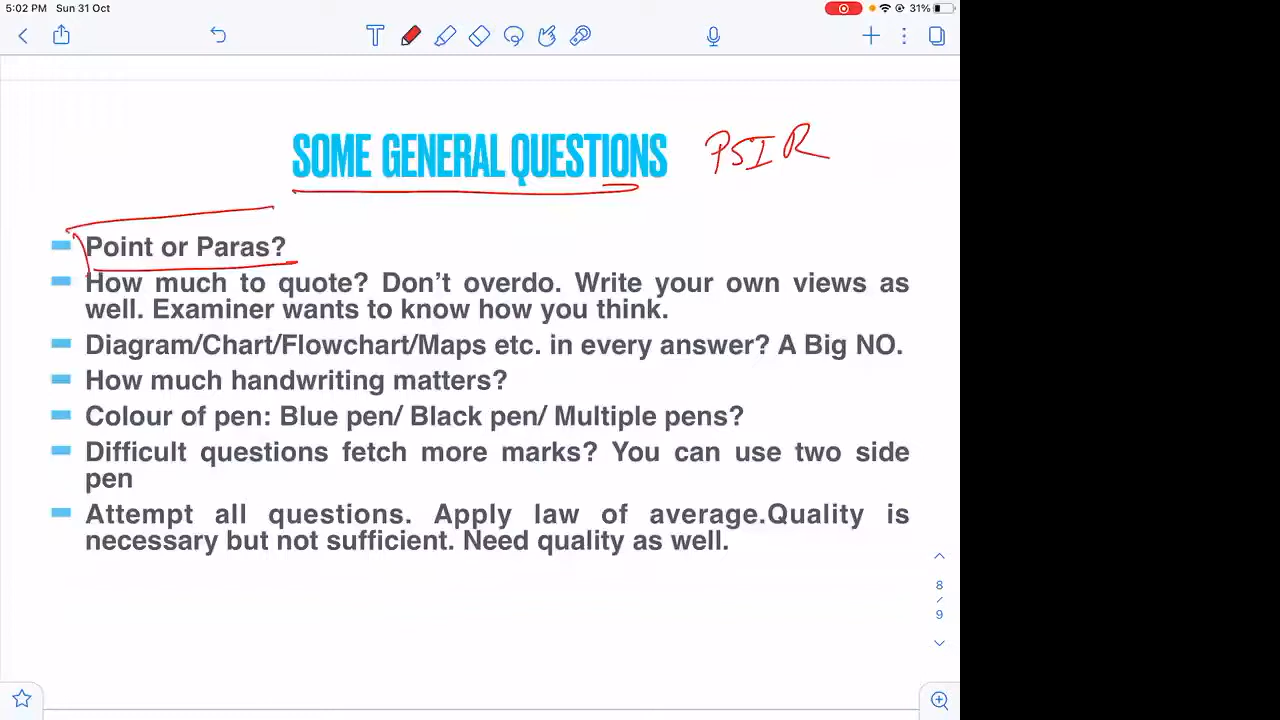 5:02 PM Sun 31 Oct
31%
SOME GENERAL QUESTIONS PSIR
Point or Paras?
How much to quote? Don't overdo. Write your own views as
well. Examiner wants to know how you think.
Diagram/Chart/Flowchart/Maps etc. in every answer? A Big NO.
How much handwriting matters?
Colour of pen: Blue pen/ Black pen/ Multiple pens?
Difficult questions fetch more marks? You can use two side
pen
Attempt all questions. Apply law of average.Quality is
necessary but not sufficient. Need quality as well.
8
/
9